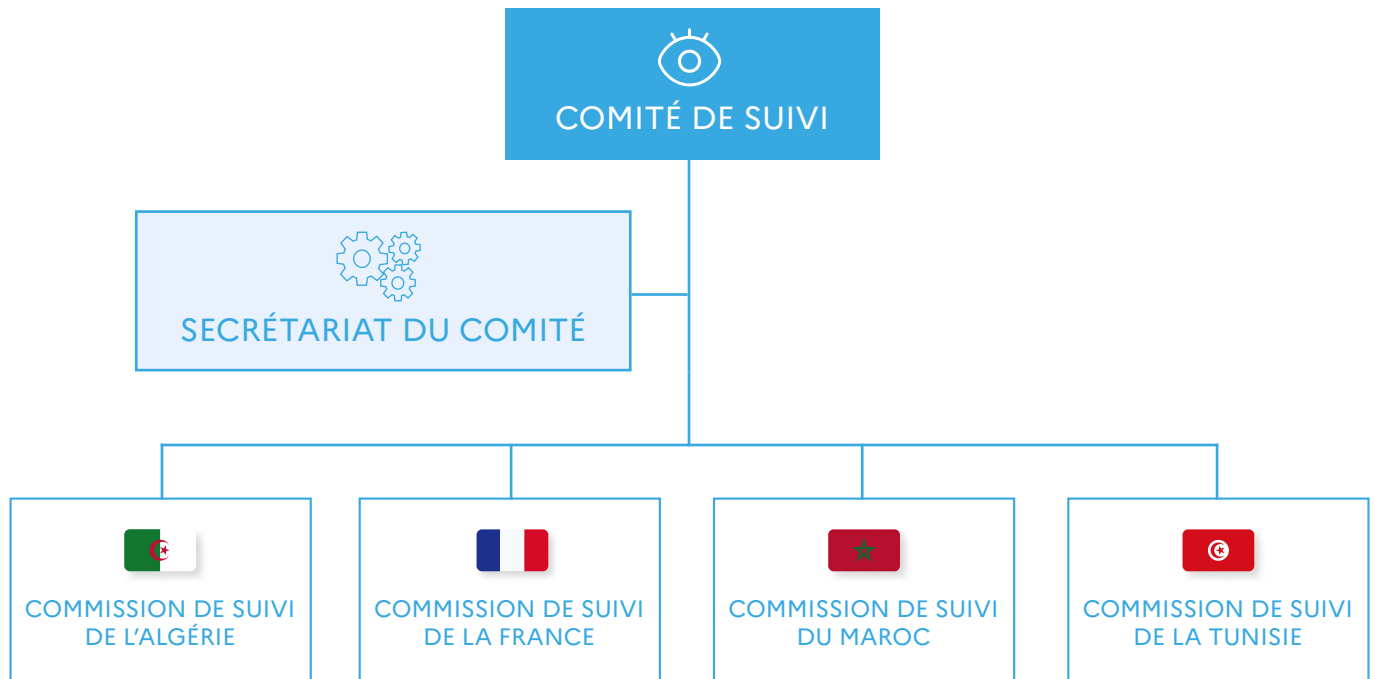 COMITÉ DE SUIVI
SECRÉTARIAT DU COMITÉ
COMMISSION DE SUIVI
DE L'ALGÉRIE
COMMISSION DE SUIVI
DE LA FRANCE
COMMISSION DE SUIVI
DU MAROC
COMMISSION DE SUIVI
DE LA TUNISIE